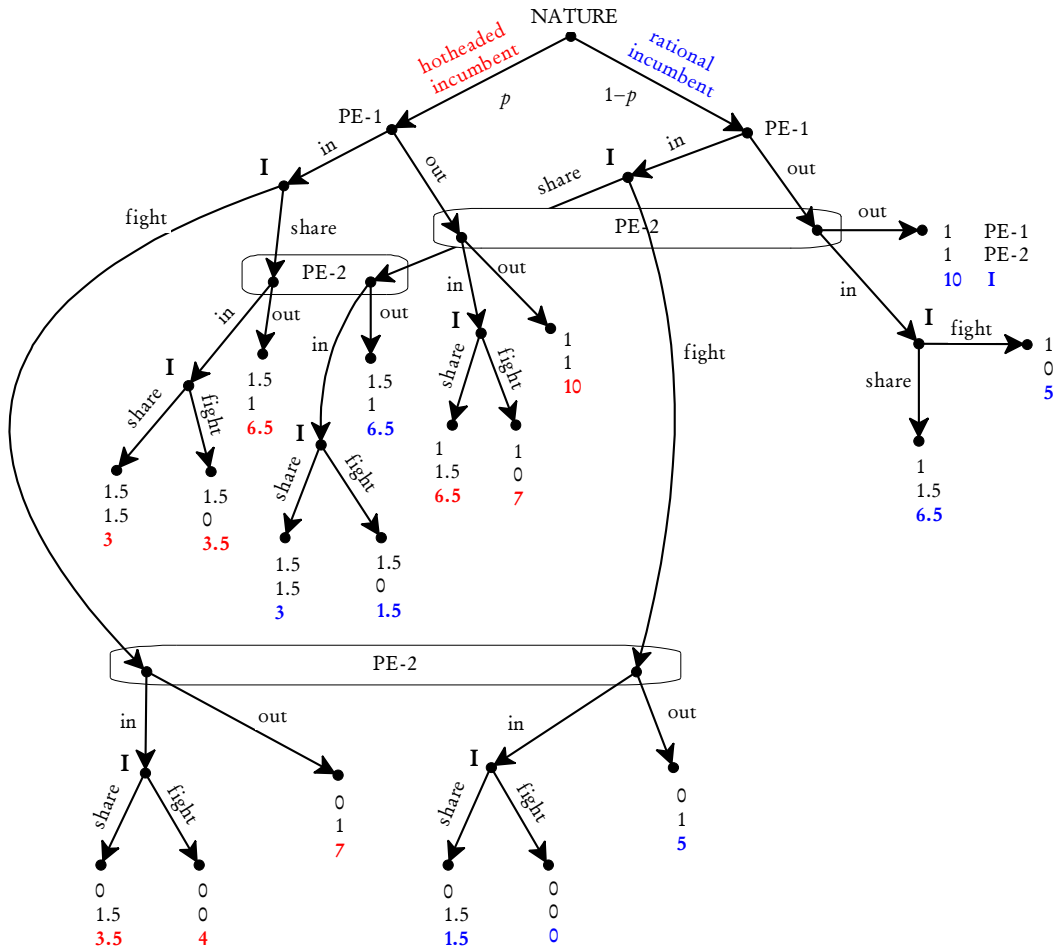 NATURE
hotheaded
incumbent
rational
incumbent
p
1–p
PE-1
PE-1
in
out
in
out
I
I
share
fight
share
PE-2
out
1 PE-1
1 PE-2
10 I
PE-2
in
out
in
out
in
out
in
I
fight
1
0
5
I
1
1
10
fight
share
fight
share
I
1.5
1
6.5
1.5
1
6.5
share
fight
I
1
1.5
6.5
1
0
7
1
1.5
6.5
share
fight
1.5
1.5
3
1.5
0
3.5
1.5
1.5
3
1.5
0
1.5
PE-2
in
out
in
out
I
I
share
fight
0
1
7
share
fight
0
1
5
0
1.5
3.5
0
0
4
0
1.5
1.5
0
0
0